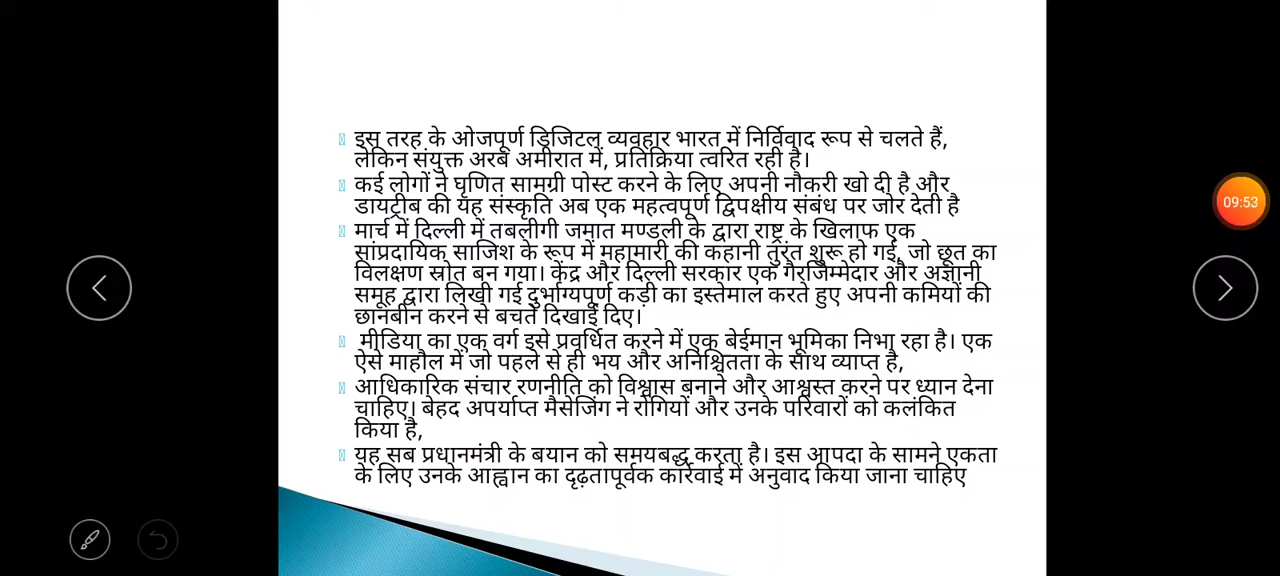 इस तरह के ओजपूर्ण डिजिटल व्यवहार भारत में निर्विवाद रूप से चलते हैं,
लेकिन संयुक्त अरब अमीरात में, प्रतिक्रिया त्वरित रही है।
कई लोगों ने घृणित सामग्री पोस्ट करने के लिए अपनी नौकरी खो दी है और
डायट्रीब की यह संस्कृति अब एक महत्वपूर्ण द्विपक्षीय संबंध पर जोर देती है
मार्च में दिल्ली में तबलीगी जमात मण्डली के द्वारा राष्ट्र के खिलाफ एक
सांप्रदायिक साजिश के रूप में महामारी की कहानी तुरंत शुरू हो गई, जो छूत का
विलक्षण स्रोत बन गया। केंद्र और दिल्ली सरकार एक गैरजिम्मेदार और अज्ञानी
समूह द्वारा लिखी गई दुर्भाग्यपूर्ण कड़ी का इस्तेमाल करते हुए अपनी कमियों की
छानबीन करने से बचते दिखाई दिए।
मीडिया का एक वर्ग इसे प्रवर्धित करने में एक बेईमान भूमिका निभा रहा है। एक
ऐसे माहौल में जो पहले से ही भय और अनिश्चितता के साथ व्याप्त है,
आधिकारिक संचार रणनीति को विश्वास बनाने और आश्वस्त करने पर ध्यान देना
चाहिए। बेहद अपर्याप्त मैसेजिंग ने रोगियों और उनके परिवारों को कलंकित
किया है,
यह सब प्रधानमंत्री के बयान को समयबद्ध करता है। इस आपदा के सामने एकता
के लिए उनके आह्वान का दृढ़तापूर्वक कार्रवाई में अनुवाद किया जाना चाहिए
09:53